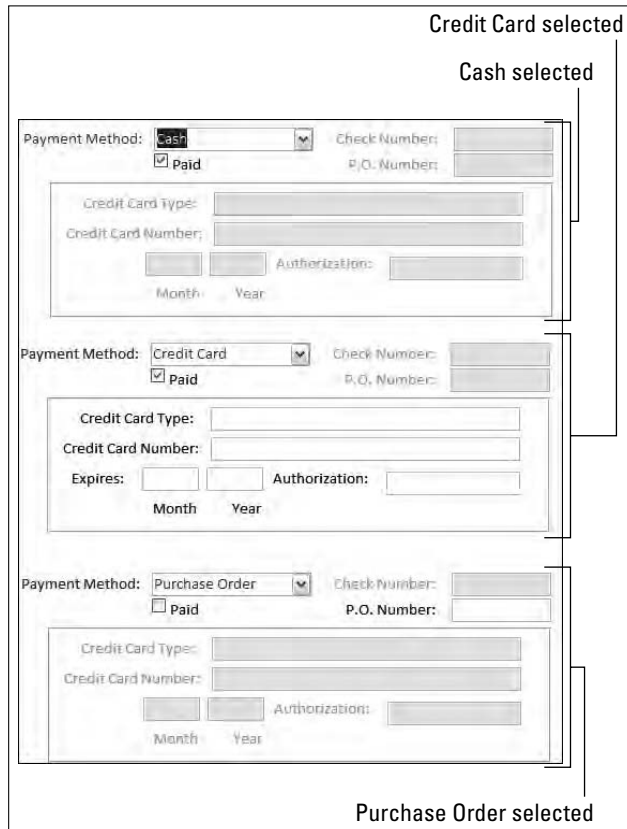 Credit Card selected
Cash selected
Payment Method: Cash Check Number:
Paid P.O. Number:
Credit Card Type:
Credit Card Number:
Authorization:
Month Year
Payment Method: Credit Card Check Number:
Paid P.O. Number:
Credit Card Type:
Credit Card Number:
Expires: Authorization:
Month Year
Payment Method: Purchase Order Check Number:
Paid P.O. Number:
Credit Card Type:
Credit Card Number:
Authorization:
Month Year
Purchase Order selected